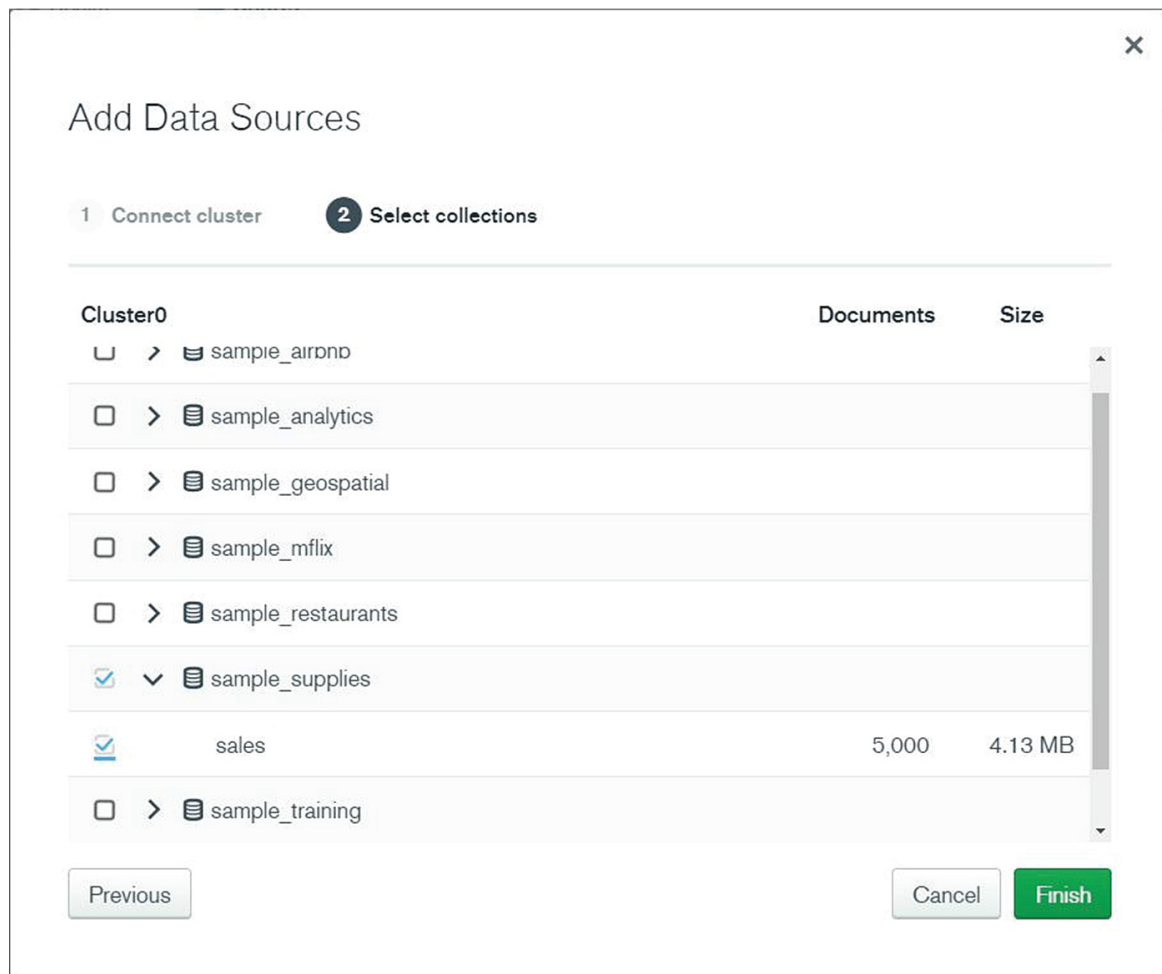 Add Data Sources
1 Connect cluster 2 Select collections
Cluster0 Documents Size
sample_airbnb
sample_analytics
sample_geospatial
sample_mflix
sample_restaurants
sample_supplies
sales 5,000 4.13 MB
sample_training
Previous Cancel Finish